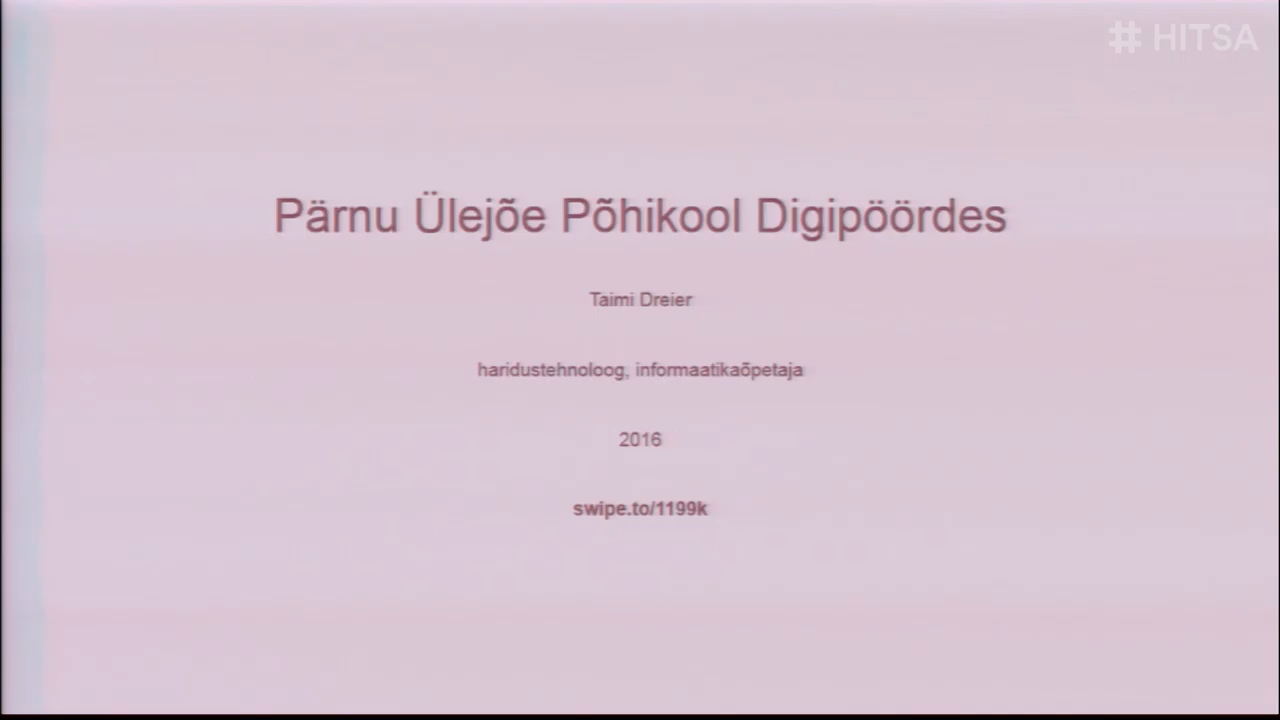 # HITSA
Pärnu Ülejõe Põhikool Digipöördes
Taimi Dreier
haridustehnoloog, informaatikaõpetaja
2016
swipe.to/1199k